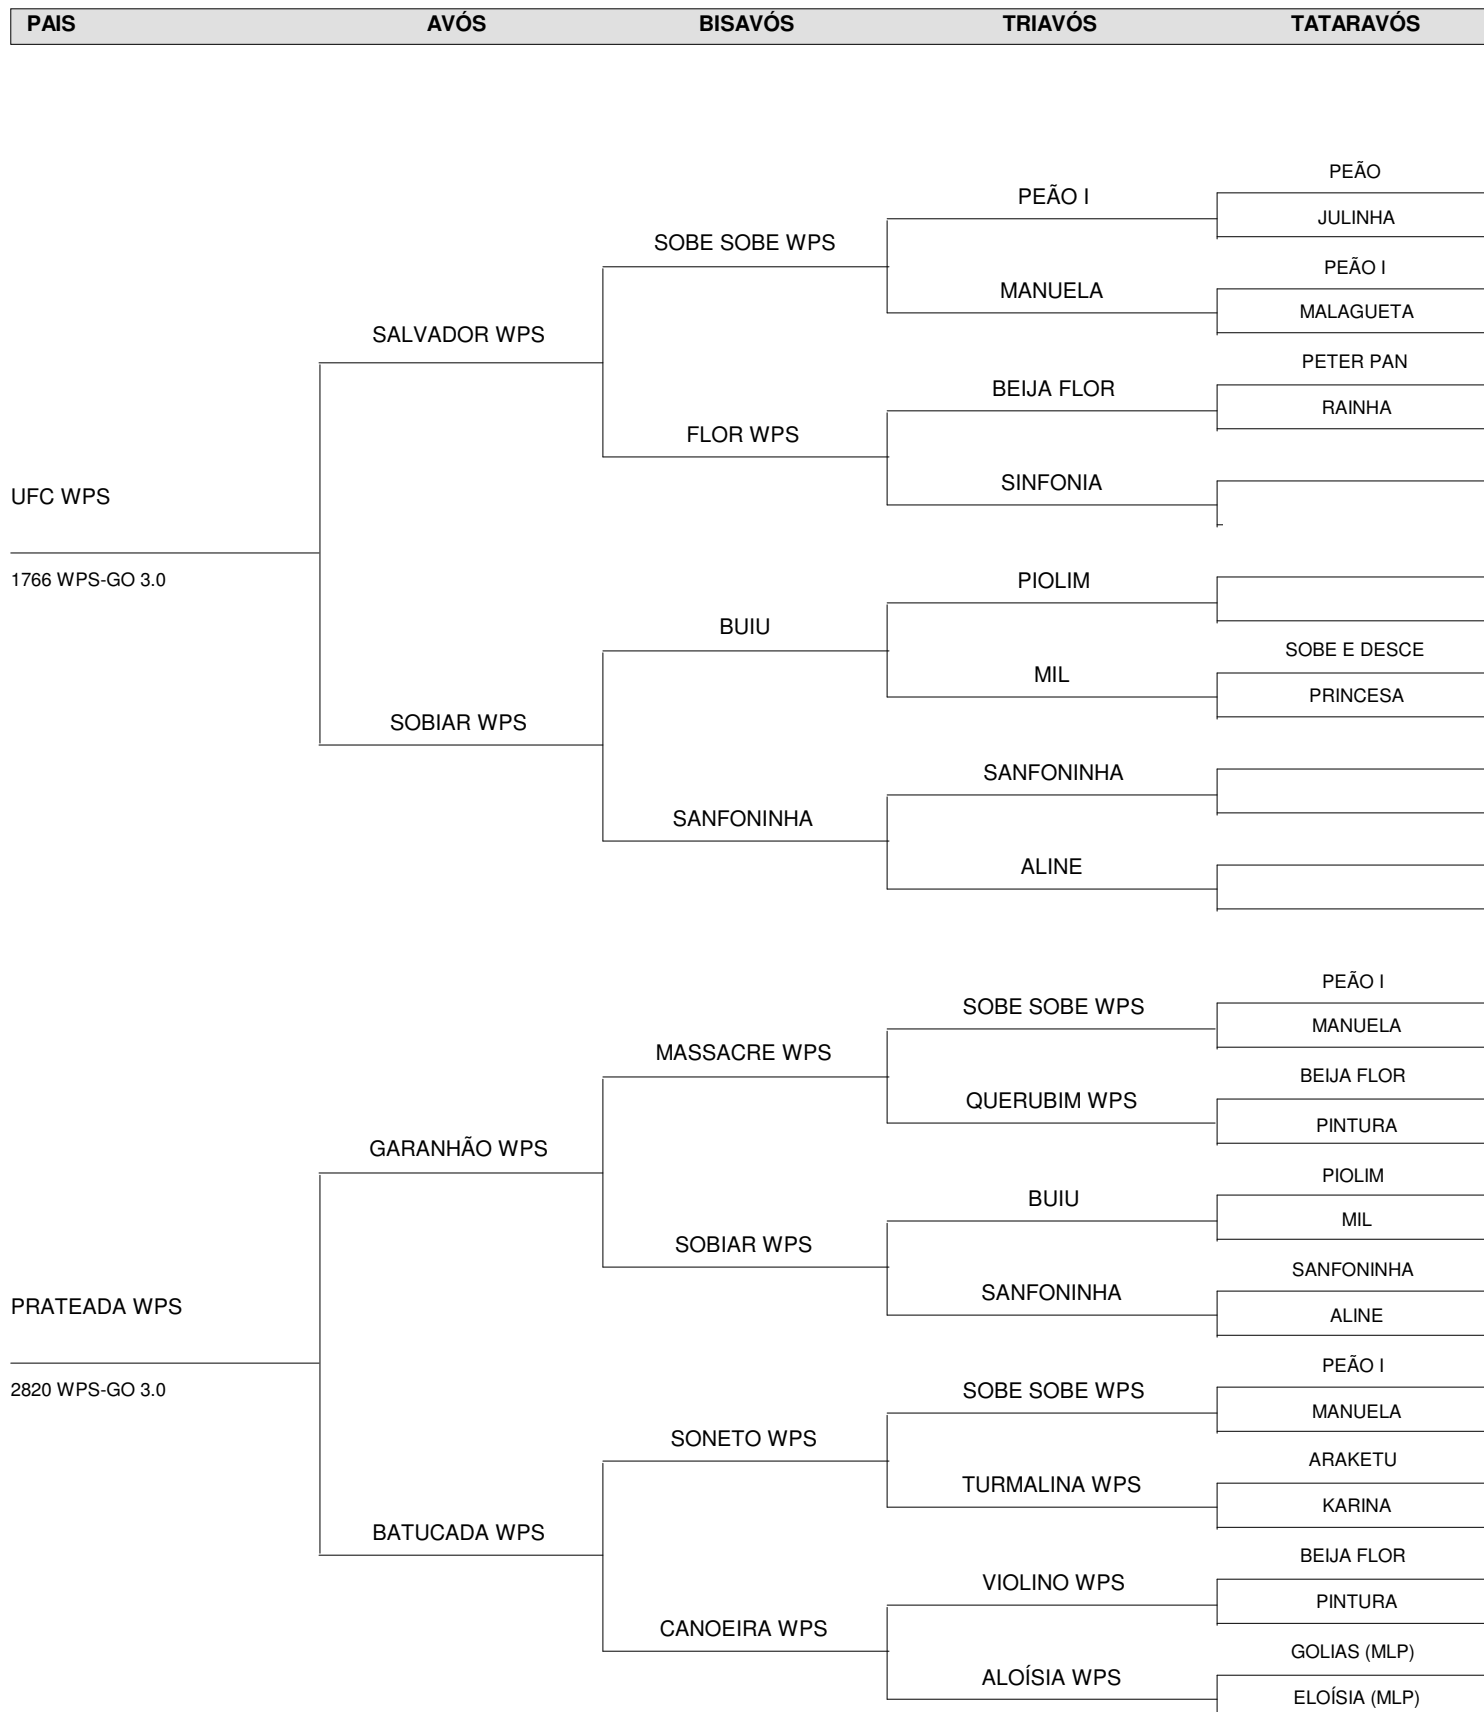 PAIS AVÓS BISAVÓS TRIAVÓS TATARAVÓS
PEÃO
PEÃO I
JULINHA
SOBE SOBE WPS
PEÃO I
MANUELA
MALAGUETA
SALVADOR WPS
PETER PAN
BEIJA FLOR
RAINHA
FLOR WPS
SINFONIA
UFC WPS
1766 WPS-GO 3.0
PIOLIM
BUIU
SOBE E DESCE
MIL
PRINCESA
SOBIAR WPS
SANFONINHA
SANFONINHA
ALINE
PEÃO I
SOBE SOBE WPS
MANUELA
MASSACRE WPS
BEIJA FLOR
QUERUBIM WPS
PINTURA
GARANHÃO WPS
PIOLIM
BUIU
MIL
SOBIAR WPS
SANFONINHA
SANFONINHA
PRATEADA WPS
ALINE
PEÃO I
2820 WPS-GO 3.0
SOBE SOBE WPS
MANUELA
SONETO WPS
ARAKETU
TURMALINA WPS
KARINA
BATUCADA WPS
BEIJA FLOR
VIOLINO WPS
PINTURA
CANOEIRA WPS
GOLIAS (MLP)
ALOÍSIA WPS
ELOÍSIA (MLP)